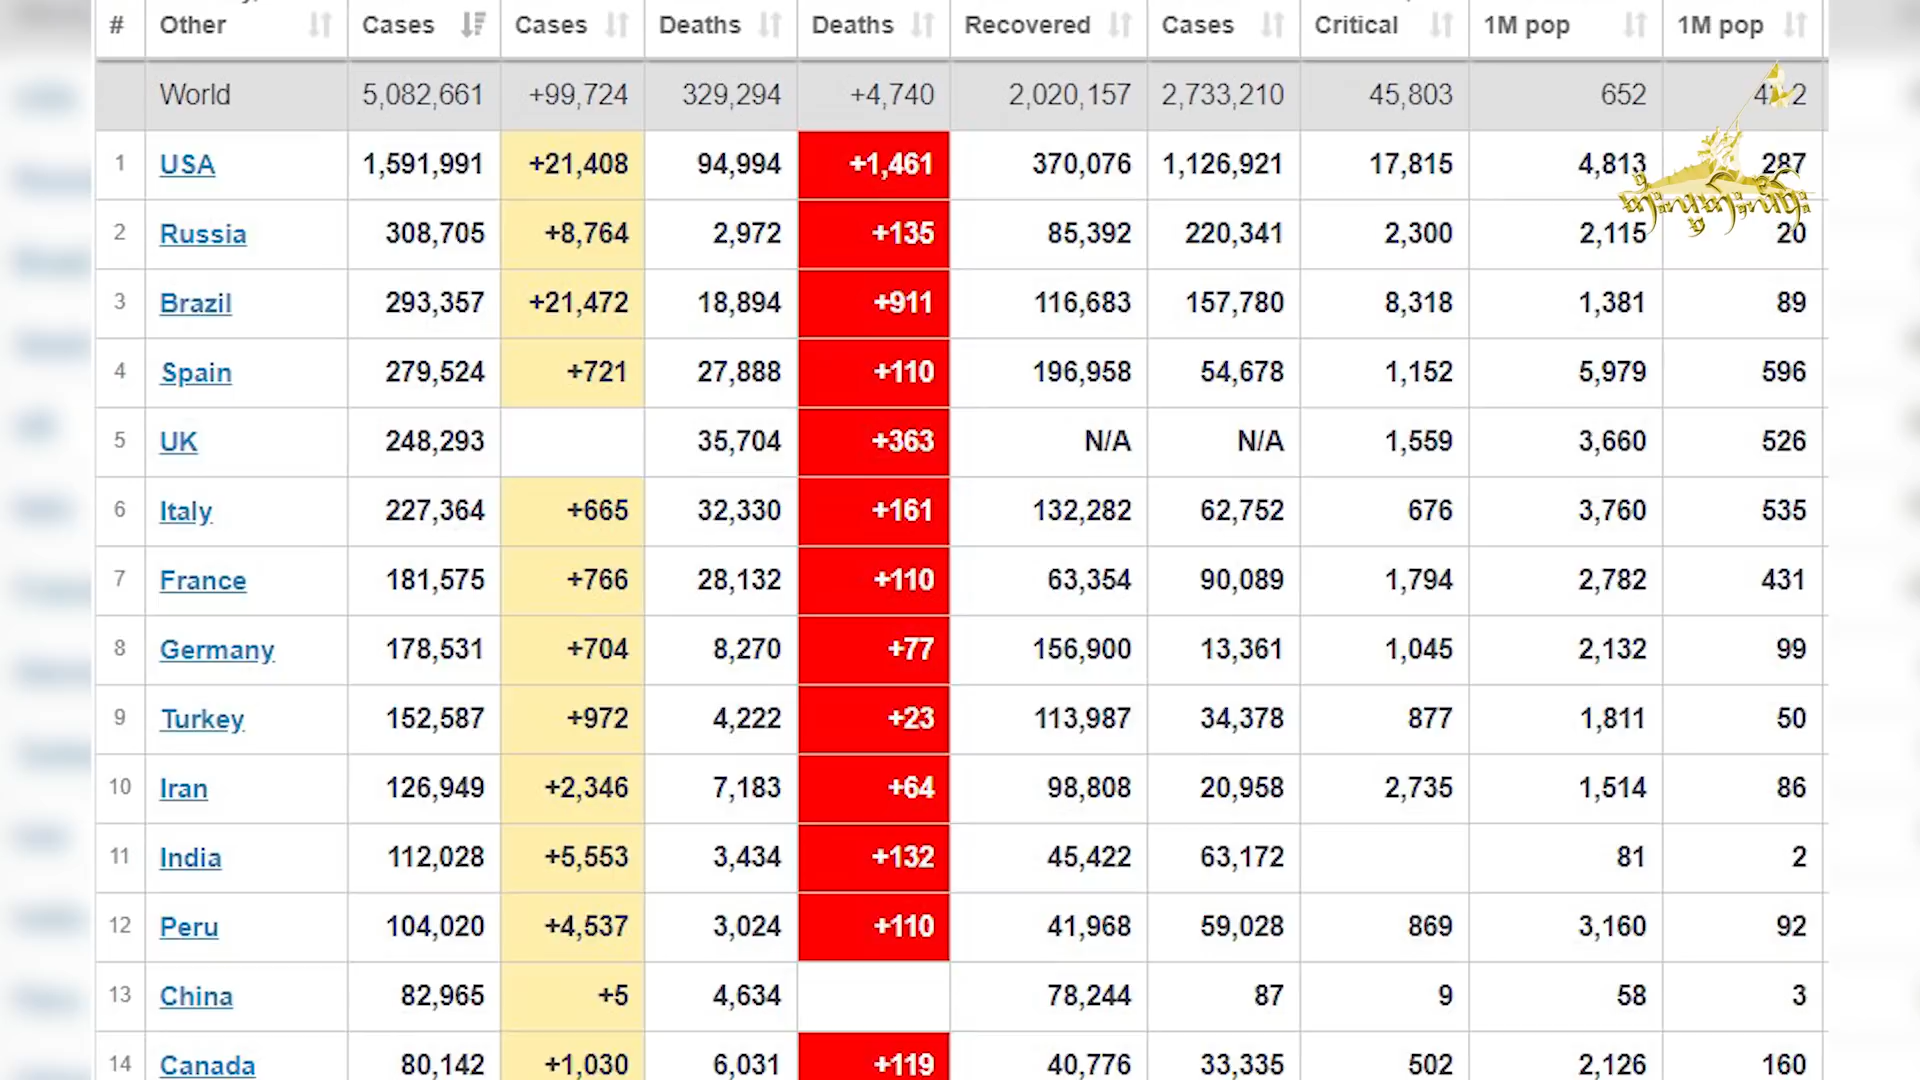 # Other Cases Cases Deaths Deaths Recovered Cases Critical 1M pop 1M pop
World 5,082,661 +99,724 329,294 +4,740 2,020,157 2,733,210 45,803 652
1 USA 1,591,991 +21,408 94,994 +1,461 370,076 1,126,921 17,815 4,813 287
2 Russia 308,705 +8,764 2,972 +135 85,392 220,341 2,300 2,115 20
3 Brazil 293,357 +21,472 18,894 +911 116,683 157,780 8,318 1,381 89
4 Spain 279,524 +721 27,888 +110 196,958 54,678 1,152 5,979 596
5 UK 248,293 35,704 +363 N/A N/A 1,559 3,660 526
6 Italy 227,364 +665 32,330 +161 132,282 62,752 676 3,760 535
7 France 181,575 +766 28,132 +110 63,354 90,089 1,794 2,782 431
8 Germany 178,531 +704 8,270 +77 156,900 13,361 1,045 2,132 99
9 Turkey 152,587 +972 4,222 +23 113,987 34,378 877 1,811 50
10 Iran 126,949 +2,346 7,183 +64 98,808 20,958 2,735 1,514 86
11 India 112,028 +5,553 3,434 +132 45,422 63,172 81 2
12 Peru 104,020 +4,537 3,024 +110 41,968 59,028 869 3,160 92
13 China 82,965 +5 4,634 78,244 87 9 58 3
14 Canada 80,142 +1,030 6,031 +119 40,776 33,335 502 2,126 160